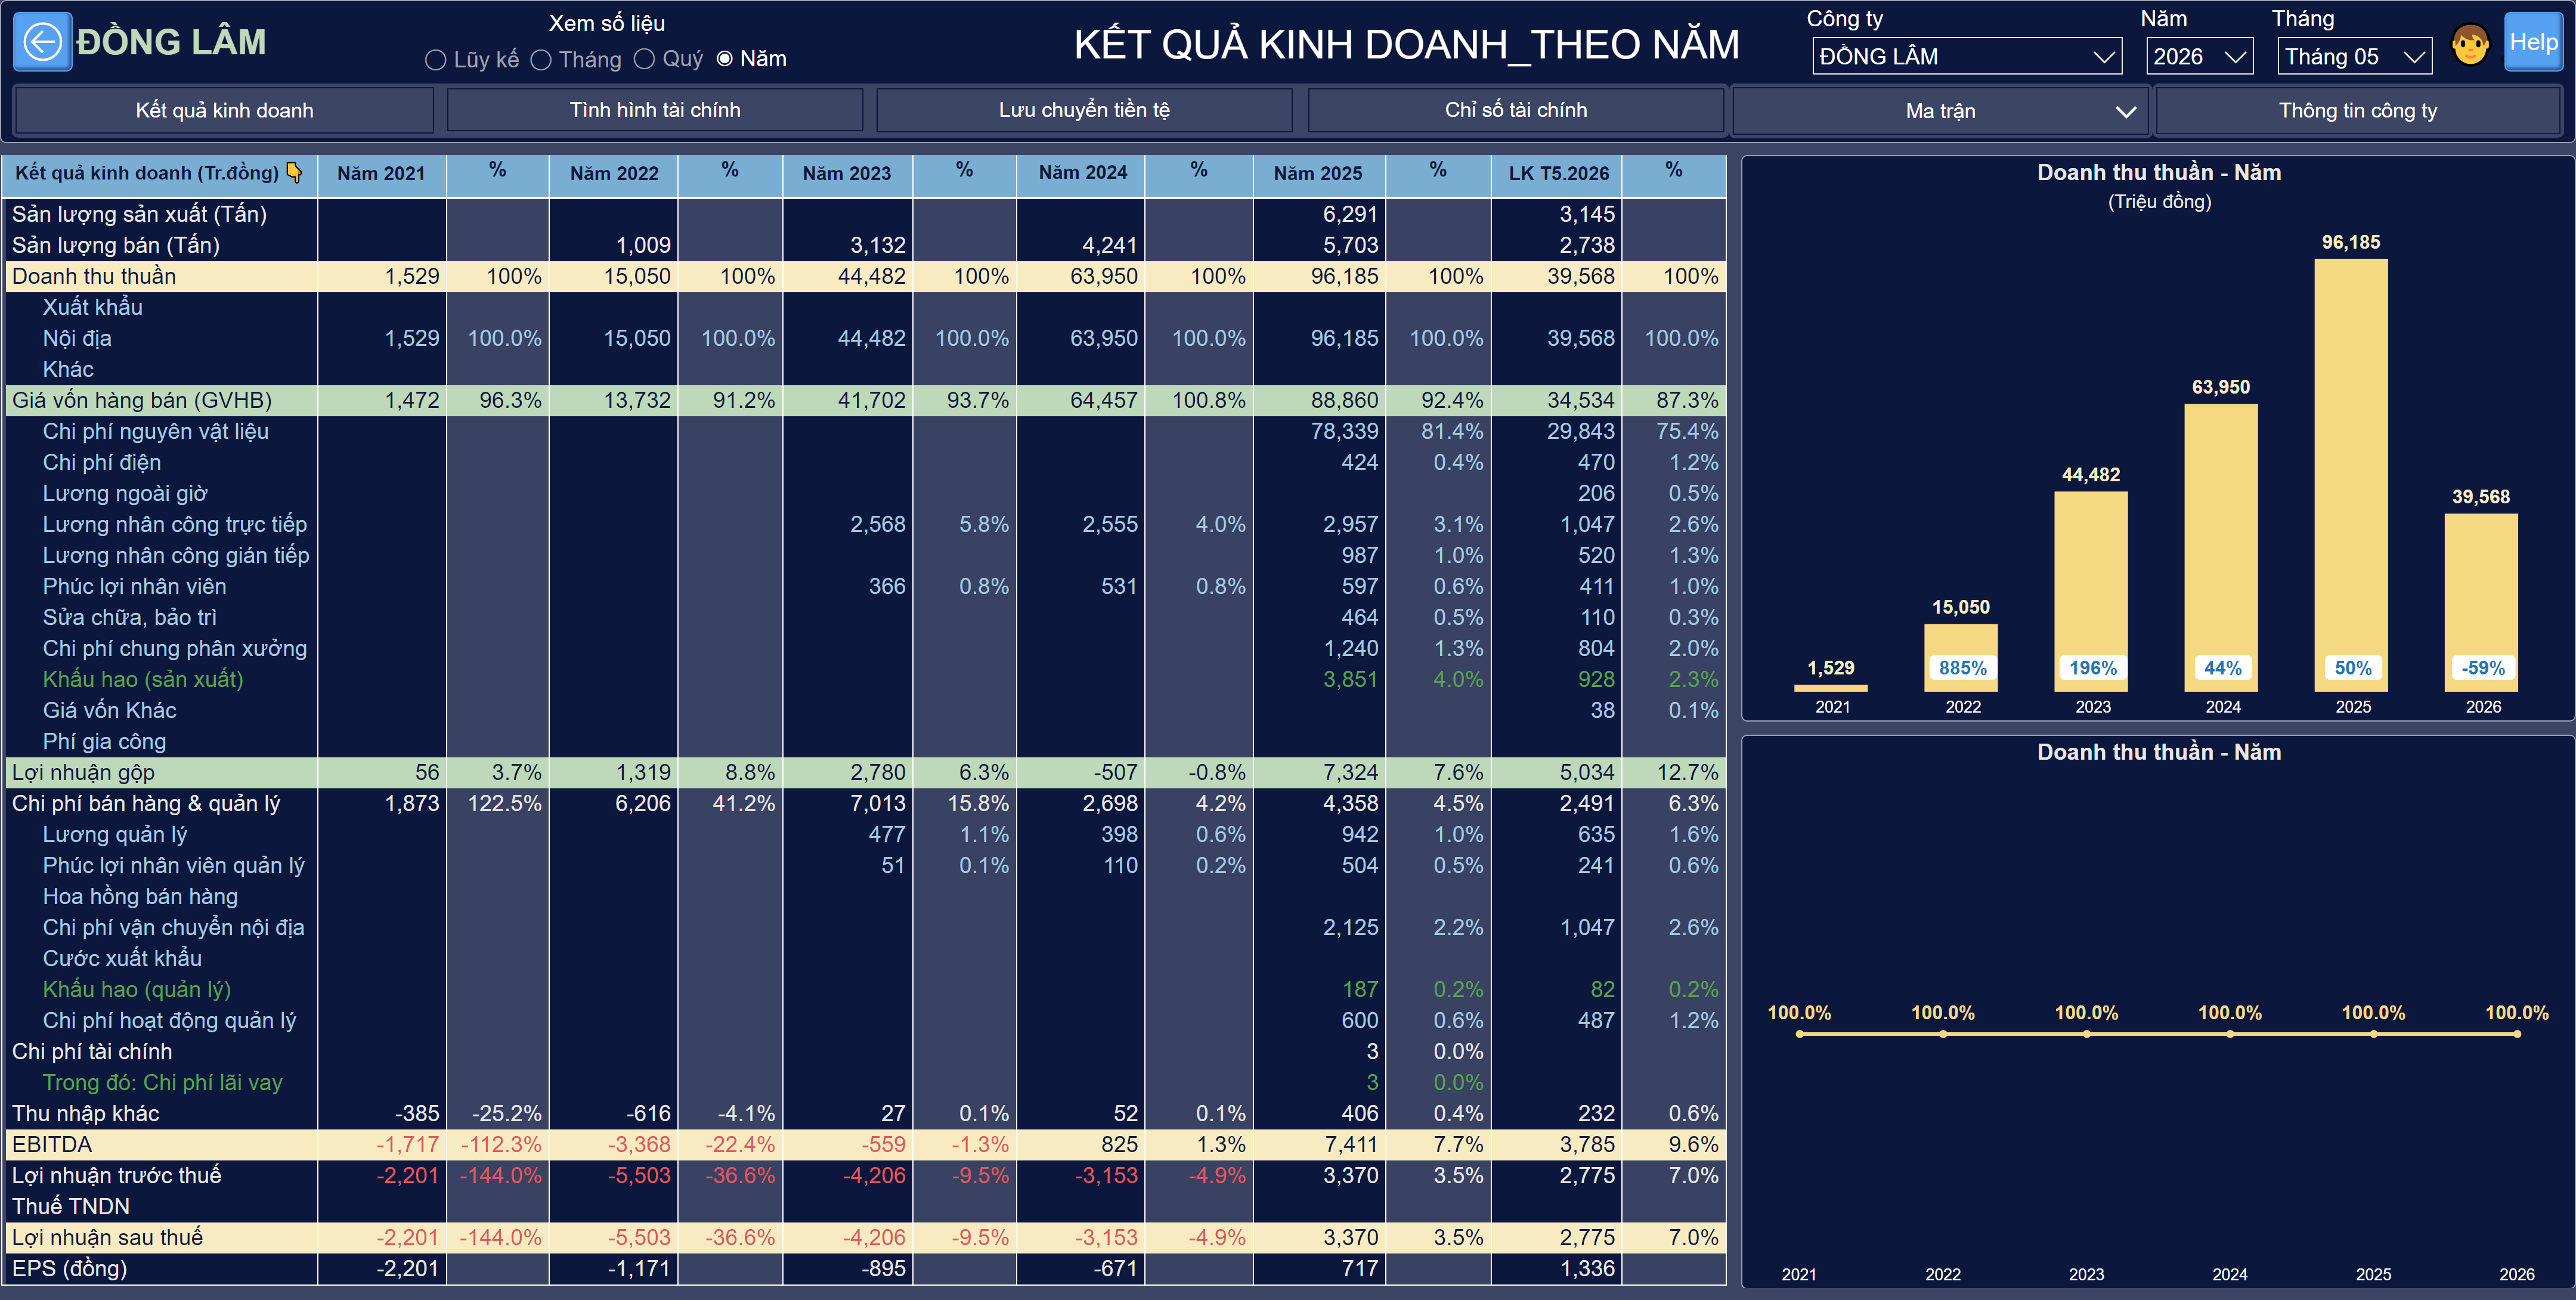 ĐỒNG LÂM
Xem số liệu
Lũy kế Tháng Quý Năm
KẾT QUẢ KINH DOANH_THEO NĂM
Công ty Năm Tháng
ĐỒNG LÂM 2026 Tháng 05
Help
Kết quả kinh doanh Tình hình tài chính Lưu chuyển tiền tệ Chỉ số tài chính Ma trận Thông tin công ty
Kết quả kinh doanh (Tr.đồng) Năm 2021 % Năm 2022 % Năm 2023 % Năm 2024 % Năm 2025 % LK T5.2026 %
Sản lượng sản xuất (Tấn) 6,291 3,145
Sản lượng bán (Tấn) 1,009 3,132 4,241 5,703 2,738
Doanh thu thuần 1,529 100% 15,050 100% 44,482 100% 63,950 100% 96,185 100% 39,568 100%
Xuất khẩu
Nội địa 1,529 100.0% 15,050 100.0% 44,482 100.0% 63,950 100.0% 96,185 100.0% 39,568 100.0%
Khác
Giá vốn hàng bán (GVHB) 1,472 96.3% 13,732 91.2% 41,702 93.7% 64,457 100.8% 88,860 92.4% 34,534 87.3%
Chi phí nguyên vật liệu 78,339 81.4% 29,843 75.4%
Chi phí điện 424 0.4% 470 1.2%
Lương ngoài giờ 206 0.5%
Lương nhân công trực tiếp 2,568 5.8% 2,555 4.0% 2,957 3.1% 1,047 2.6%
Lương nhân công gián tiếp 987 1.0% 520 1.3%
Phúc lợi nhân viên 366 0.8% 531 0.8% 597 0.6% 411 1.0%
Sửa chữa, bảo trì 464 0.5% 110 0.3%
Chi phí chung phân xưởng 1,240 1.3% 804 2.0%
Khấu hao (sản xuất) 3,851 4.0% 928 2.3%
Giá vốn Khác 38 0.1%
Phí gia công
Lợi nhuận gộp 56 3.7% 1,319 8.8% 2,780 6.3% -507 -0.8% 7,324 7.6% 5,034 12.7%
Chi phí bán hàng & quản lý 1,873 122.5% 6,206 41.2% 7,013 15.8% 2,698 4.2% 4,358 4.5% 2,491 6.3%
Lương quản lý 477 1.1% 398 0.6% 942 1.0% 635 1.6%
Phúc lợi nhân viên quản lý 51 0.1% 110 0.2% 504 0.5% 241 0.6%
Hoa hồng bán hàng
Chi phí vận chuyển nội địa 2,125 2.2% 1,047 2.6%
Cước xuất khẩu
Khấu hao (quản lý) 187 0.2% 82 0.2%
Chi phí hoạt động quản lý 600 0.6% 487 1.2%
Chi phí tài chính 3 0.0%
Trong đó: Chi phí lãi vay 3 0.0%
Thu nhập khác -385 -25.2% -616 -4.1% 27 0.1% 52 0.1% 406 0.4% 232 0.6%
EBITDA -1,717 -112.3% -3,368 -22.4% -559 -1.3% 825 1.3% 7,411 7.7% 3,785 9.6%
Lợi nhuận trước thuế -2,201 -144.0% -5,503 -36.6% -4,206 -9.5% -3,153 -4.9% 3,370 3.5% 2,775 7.0%
Thuế TNDN
Lợi nhuận sau thuế -2,201 -144.0% -5,503 -36.6% -4,206 -9.5% -3,153 -4.9% 3,370 3.5% 2,775 7.0%
EPS (đồng) -2,201 -1,171 -895 -671 717 1,336
Doanh thu thuần - Năm
(Triệu đồng)
96,185
63,950
44,482
39,568
15,050
1,529 885% 196% 44% 50% -59%
2021 2022 2023 2024 2025 2026
Doanh thu thuần - Năm
100.0% 100.0% 100.0% 100.0% 100.0% 100.0%
2021 2022 2023 2024 2025 2026